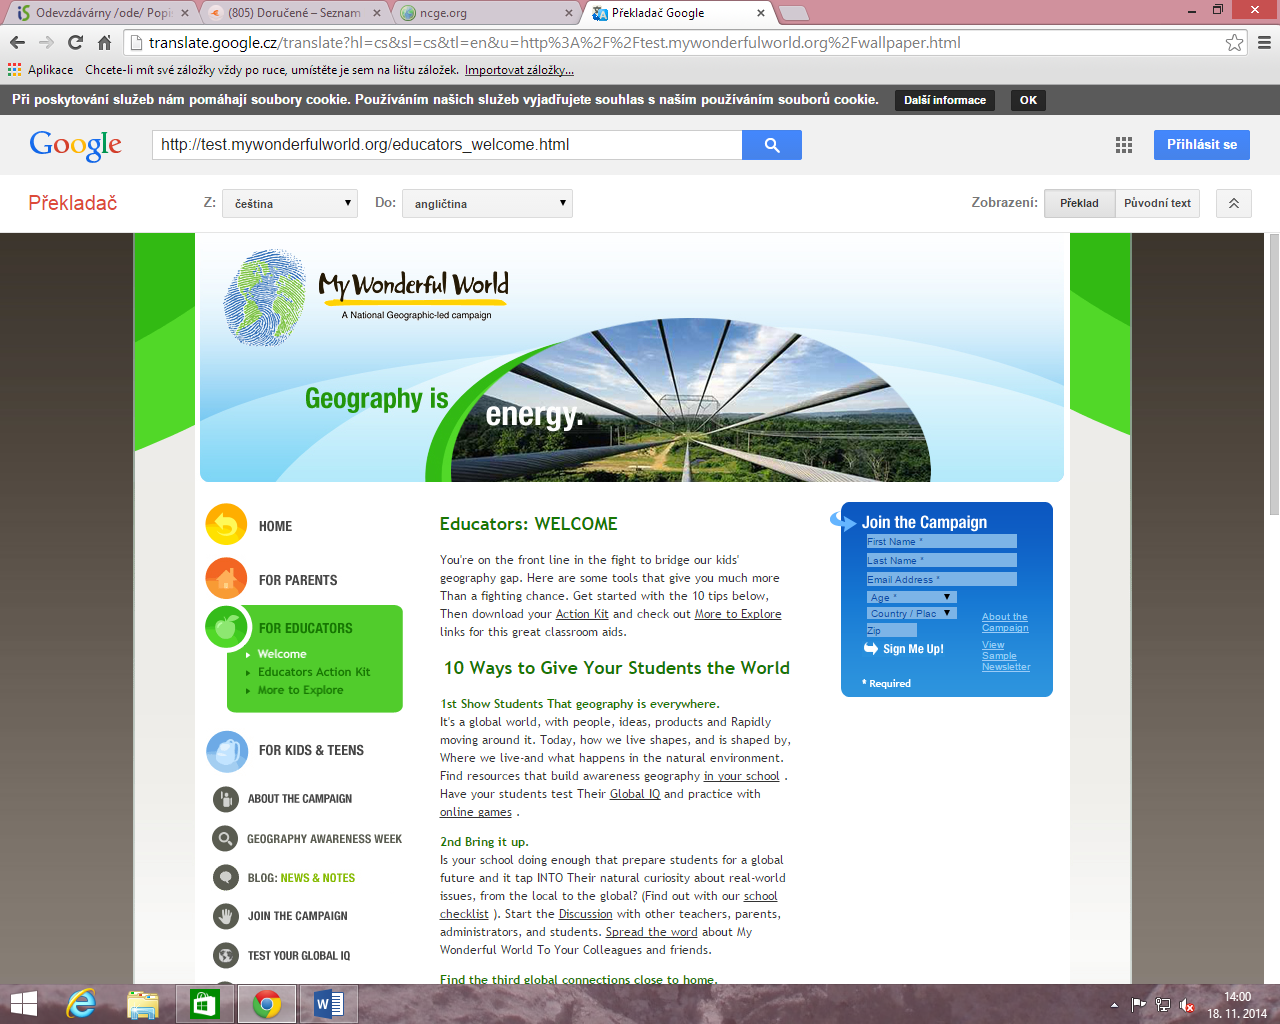 Odevzdávárny /ode/ Popis
(805) Doručené – Seznam
ncge.org
Překladač Google
translate.google.cz/translate?hl=cs&sl=cs&tl=en&u=http%3A%2F%2Ftest.mywonderfulworld.org%2Fwallpaper.html
Aplikace Chcete-li mít své záložky vždy po ruce, umístěte je sem na lištu záložek. Importovat záložky...
Při poskytování služeb nám pomáhají soubory cookie. Používáním našich služeb vyjadřujete souhlas s naším používáním souborů cookie. Další informace OK
Google http://test.mywonderfulworld.org/educators_welcome.html Přihlásit se
Překladač Z: čeština Do: angličtina Zobrazení: Překlad Původní text
My Wonderful World
A National Geographic-led campaign
Geography is energy.
HOME
FOR PARENTS
FOR EDUCATORS
Welcome
Educators Action Kit
More to Explore
FOR KIDS & TEENS
ABOUT THE CAMPAIGN
GEOGRAPHY AWARENESS WEEK
BLOG: NEWS & NOTES
JOIN THE CAMPAIGN
TEST YOUR GLOBAL IQ
Educators: WELCOME
You're on the front line in the fight to bridge our kids'
geography gap. Here are some tools that give you much more
Than a fighting chance. Get started with the 10 tips below,
Then download your Action Kit and check out More to Explore
links for this great classroom aids.
10 Ways to Give Your Students the World
1st Show Students That geography is everywhere.
It's a global world, with people, ideas, products and Rapidly
moving around it. Today, how we live shapes, and is shaped by,
Where we live-and what happens in the natural environment.
Find resources that build awareness geography in your school .
Have your students test Their Global IQ and practice with
online games .
2nd Bring it up.
Is your school doing enough that prepare students for a global
future and it tap INTO Their natural curiosity about real-world
issues, from the local to the global? (Find out with our school
checklist ). Start the Discussion with other teachers, parents,
administrators, and students. Spread the word about My
Wonderful World To Your Colleagues and friends.
Find the third global connections close to home.
Join the Campaign
First Name *
Last Name *
Email Address *
Age *
Country / Plac
Zip
Sign Me Up!
* Required
About the
Campaign
View
Sample
Newsletter
14:00
18. 11. 2014